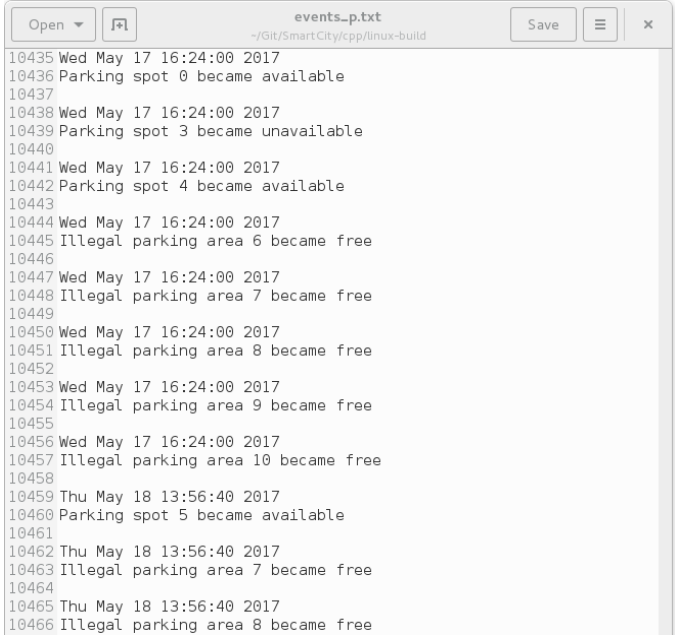 Open
events_p.txt
~/Git/SmartCity/cpp/linux-build
Save
10435 Wed May 17 16:24:00 2017
10436 Parking spot 0 became available
10437
10438 Wed May 17 16:24:00 2017
10439 Parking spot 3 became unavailable
10440
10441 Wed May 17 16:24:00 2017
10442 Parking spot 4 became available
10443
10444 Wed May 17 16:24:00 2017
10445 Illegal parking area 6 became free
10446
10447 Wed May 17 16:24:00 2017
10448 Illegal parking area 7 became free
10449
10450 Wed May 17 16:24:00 2017
10451 Illegal parking area 8 became free
10452
10453 Wed May 17 16:24:00 2017
10454 Illegal parking area 9 became free
10455
10456 Wed May 17 16:24:00 2017
10457 Illegal parking area 10 became free
10458
10459 Thu May 18 13:56:40 2017
10460 Parking spot 5 became available
10461
10462 Thu May 18 13:56:40 2017
10463 Illegal parking area 7 became free
10464
10465 Thu May 18 13:56:40 2017
10466 Illegal parking area 8 became free